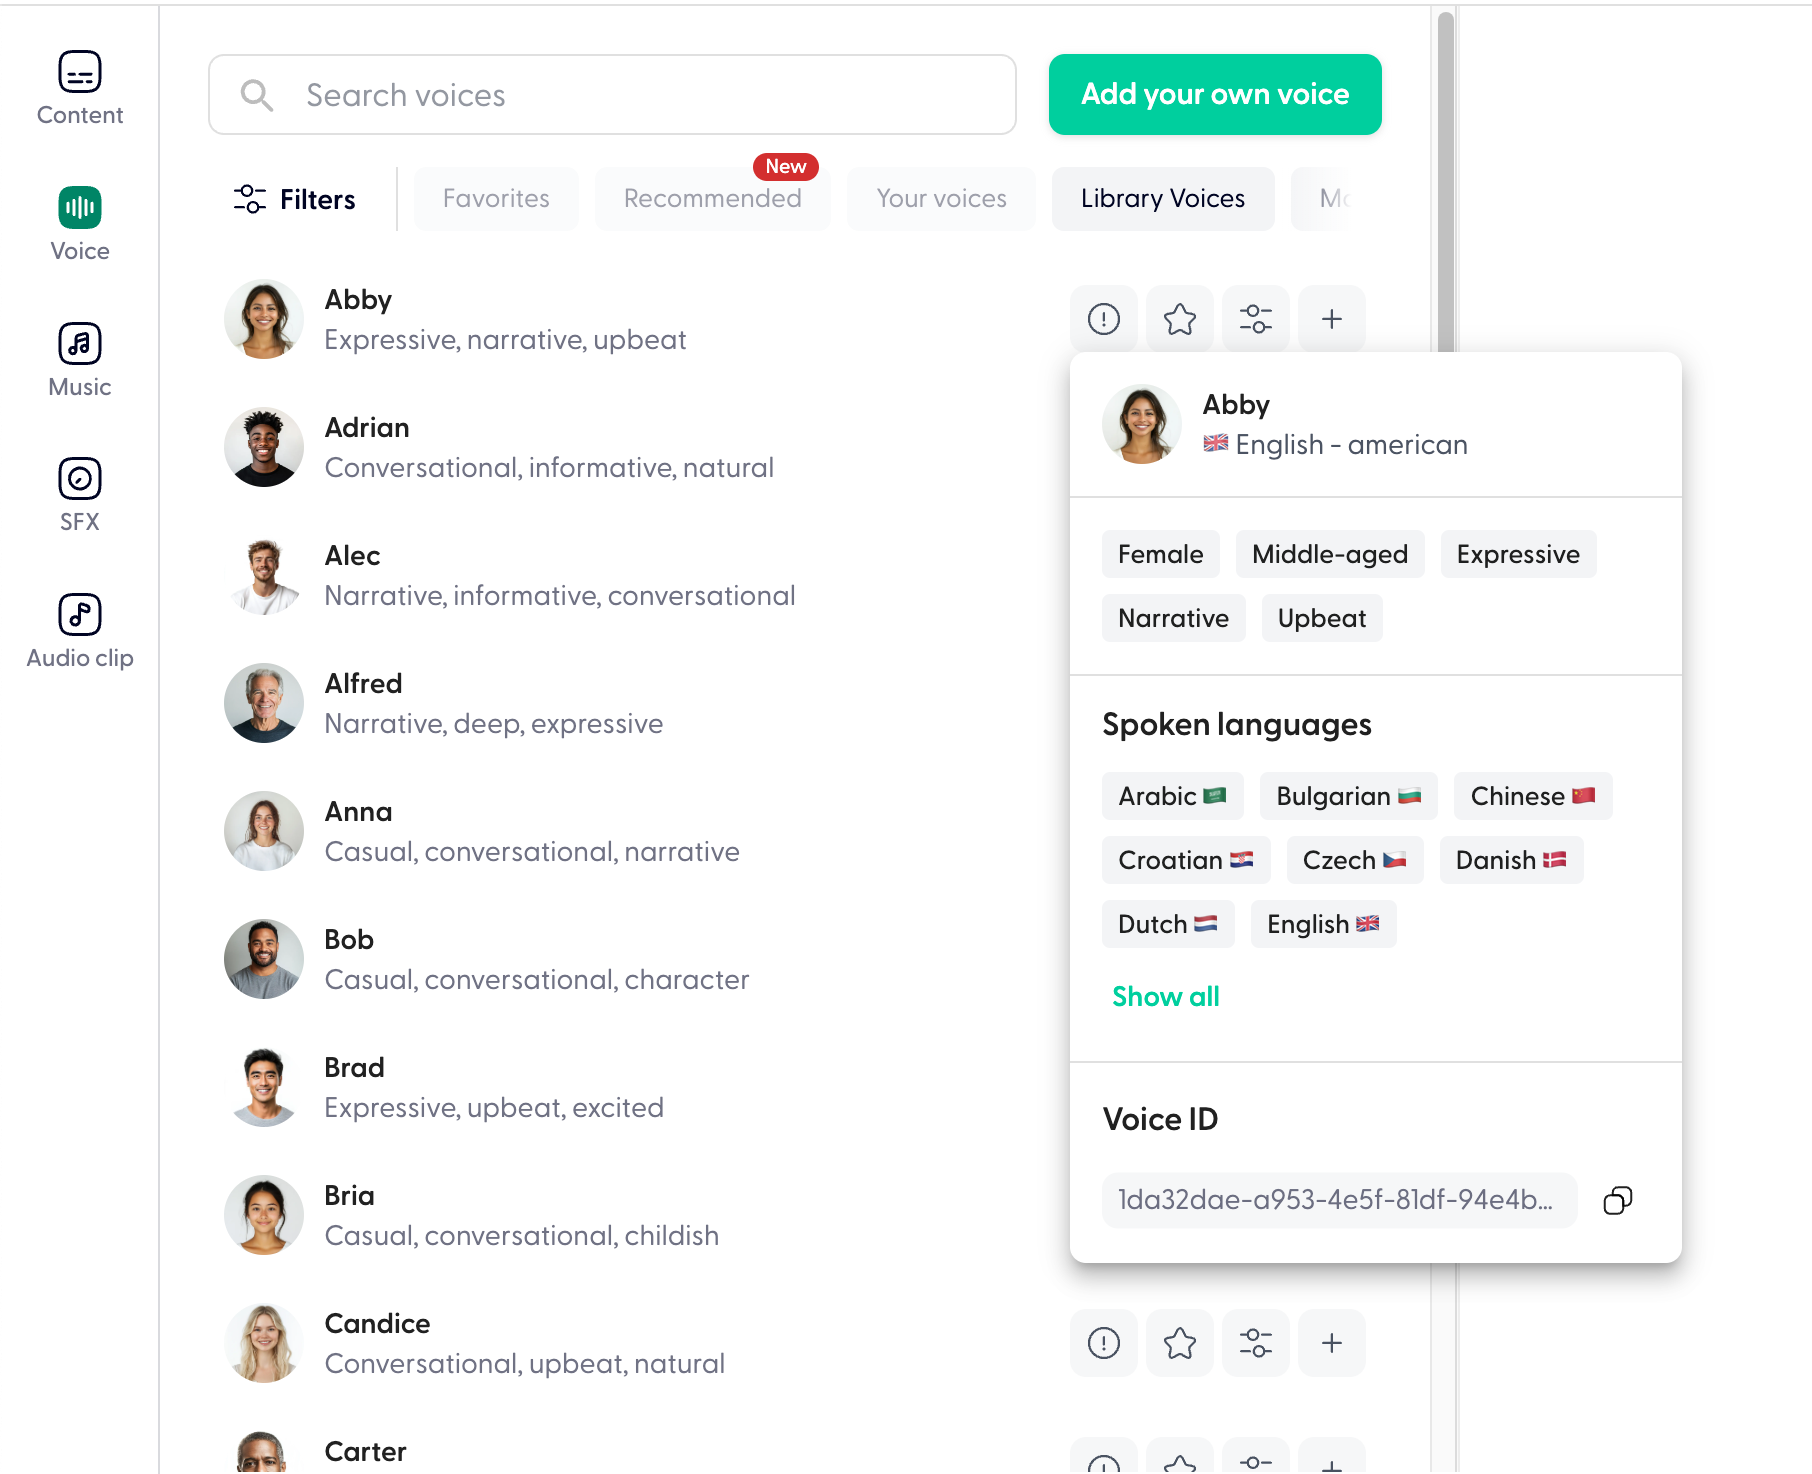 Content
Voice
Music
SFX
Audio clip
Search voices
Add your own voice
New
Filters
Favorites
Recommended
Your voices
Library Voices
Abby
Expressive, narrative, upbeat
Adrian
Conversational, informative, natural
Alec
Narrative, informative, conversational
Alfred
Narrative, deep, expressive
Anna
Casual, conversational, narrative
Bob
Casual, conversational, character
Brad
Expressive, upbeat, excited
Bria
Casual, conversational, childish
Candice
Conversational, upbeat, natural
Carter
Abby
English - american
Female Middle-aged Expressive
Narrative Upbeat
Spoken languages
Arabic Bulgarian Chinese
Croatian Czech Danish
Dutch English
Show all
Voice ID
1da32dae-a953-4e5f-81df-94e4b...